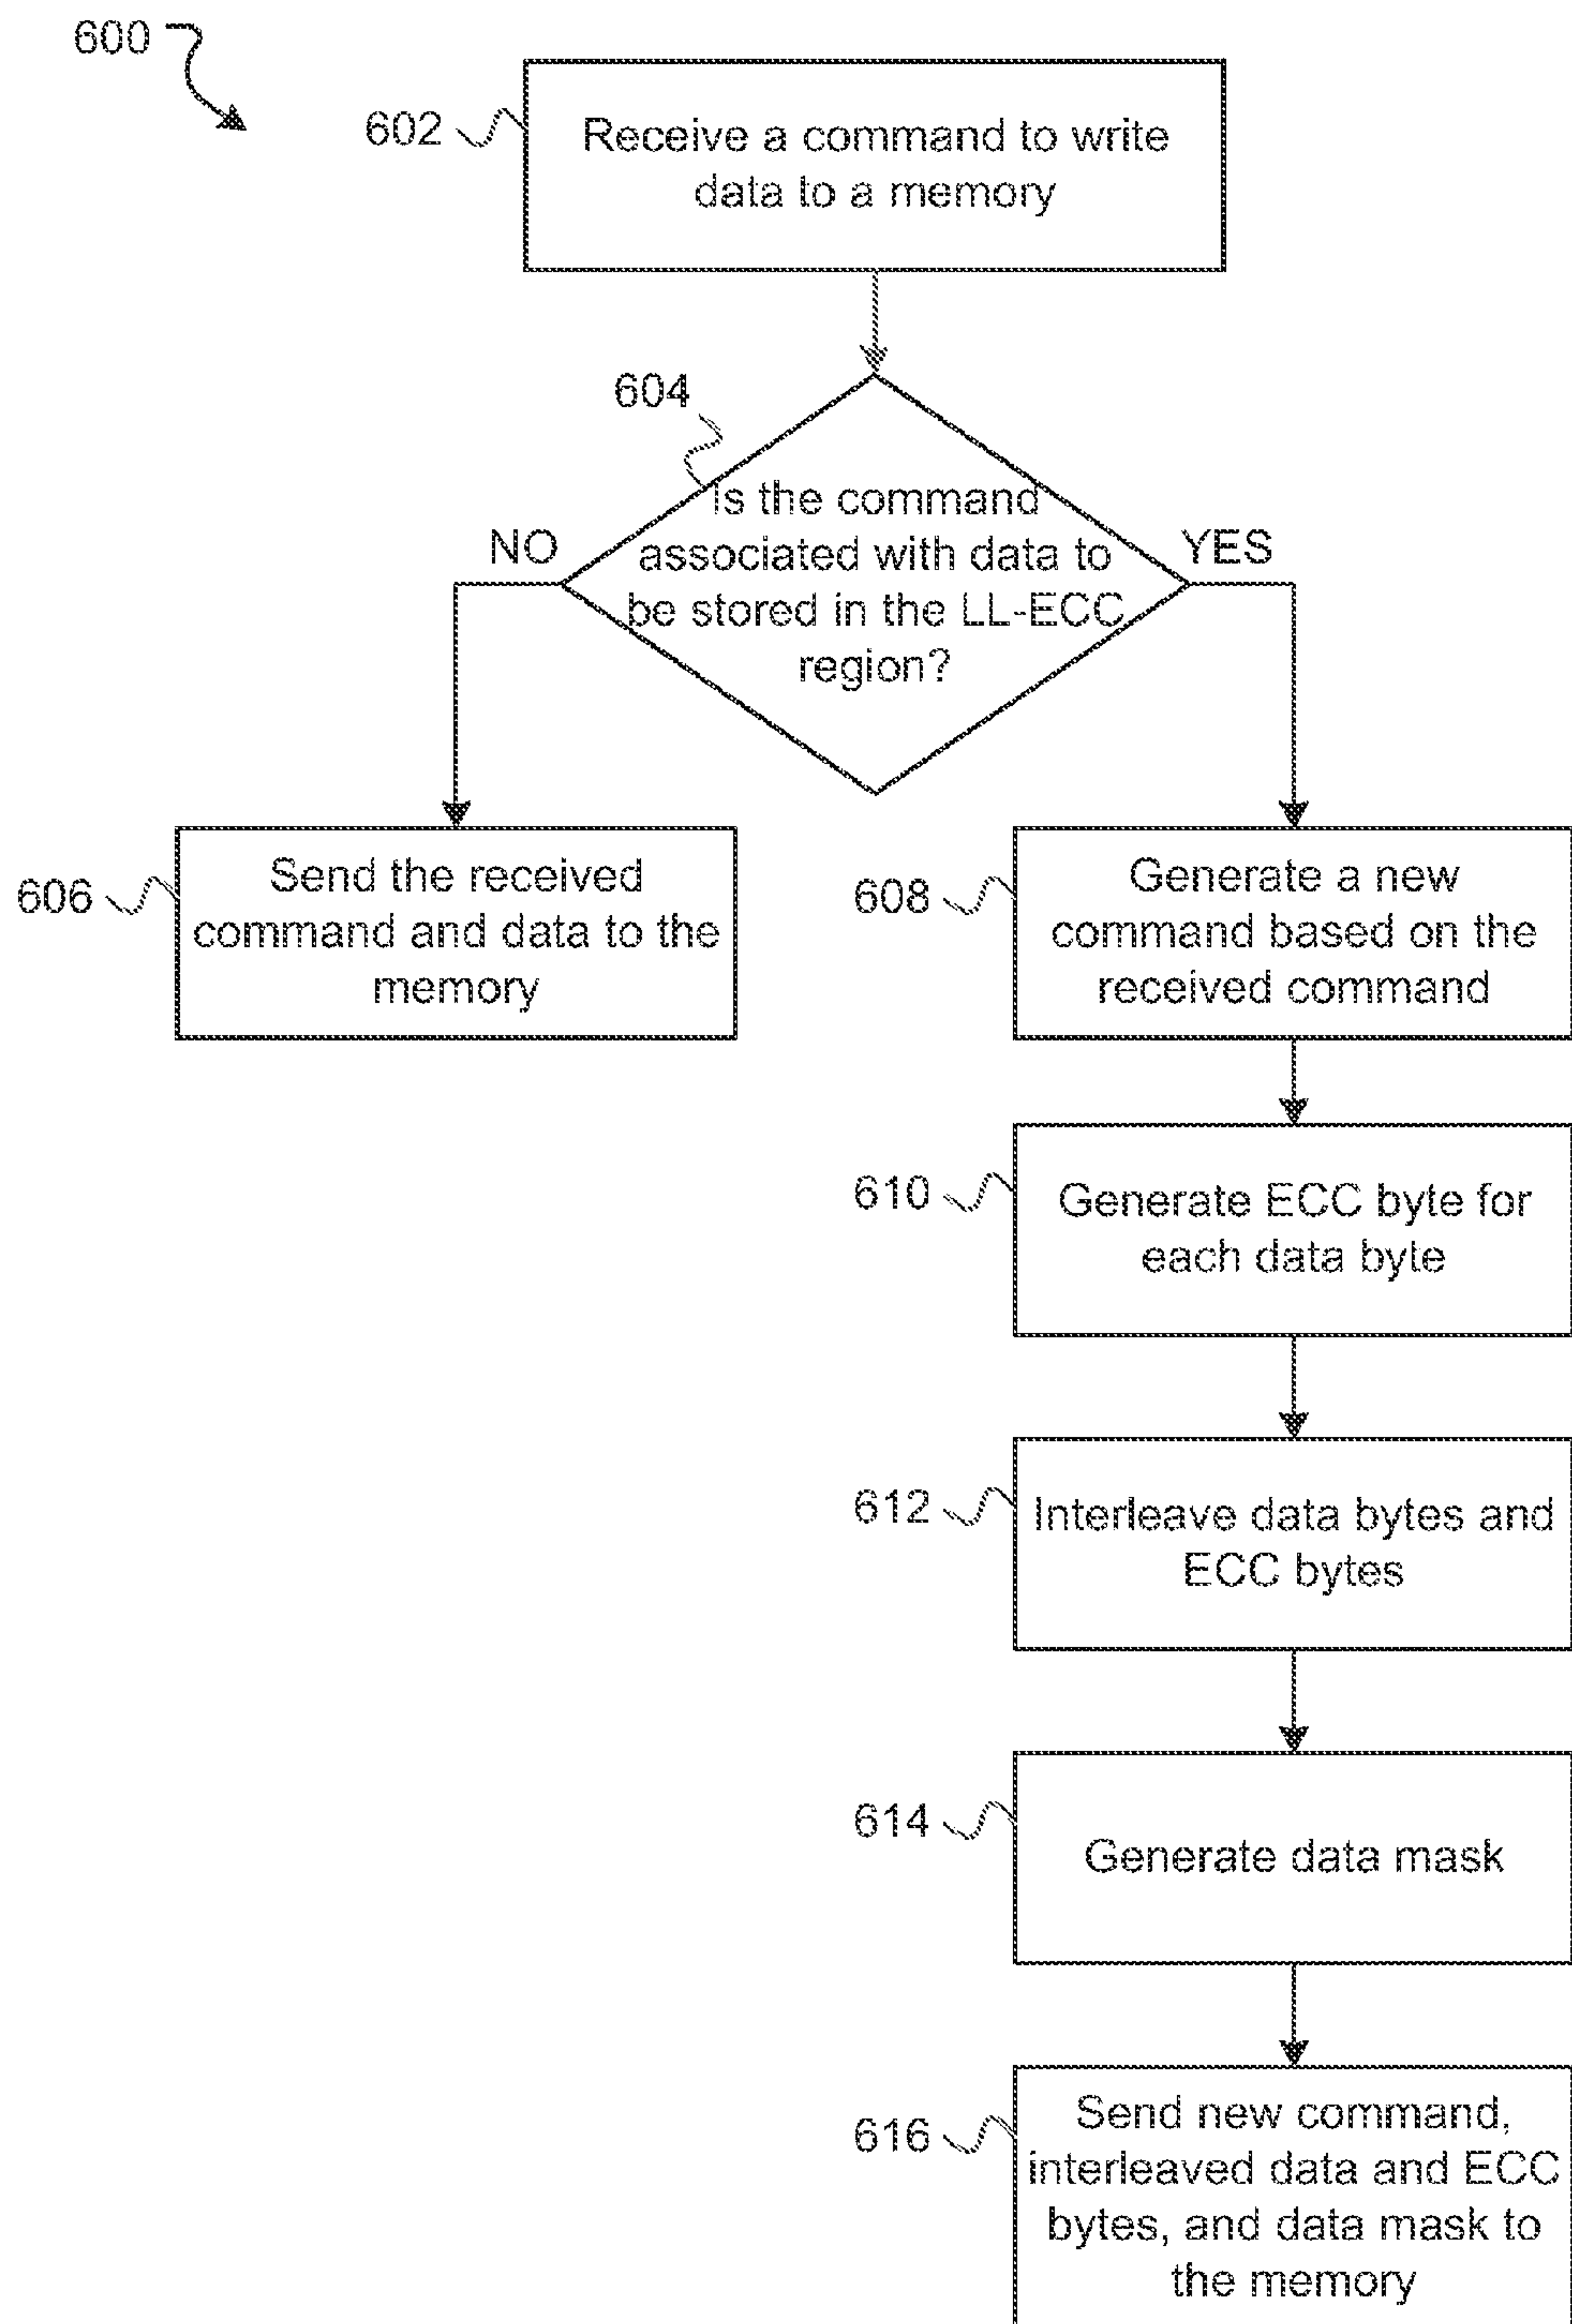 600
602
Receive a command to write
data to a memory
604
Is the command
associated with data to
be stored in the LL-ECC
region?
NO
YES
606
Send the received
command and data to the
memory
608
Generate a new
command based on the
received command
610
Generate ECC byte for
each data byte
612
Interleave data bytes and
ECC bytes
614
Generate data mask
616
Send new command,
interleaved data and ECC
bytes, and data mask to
the memory